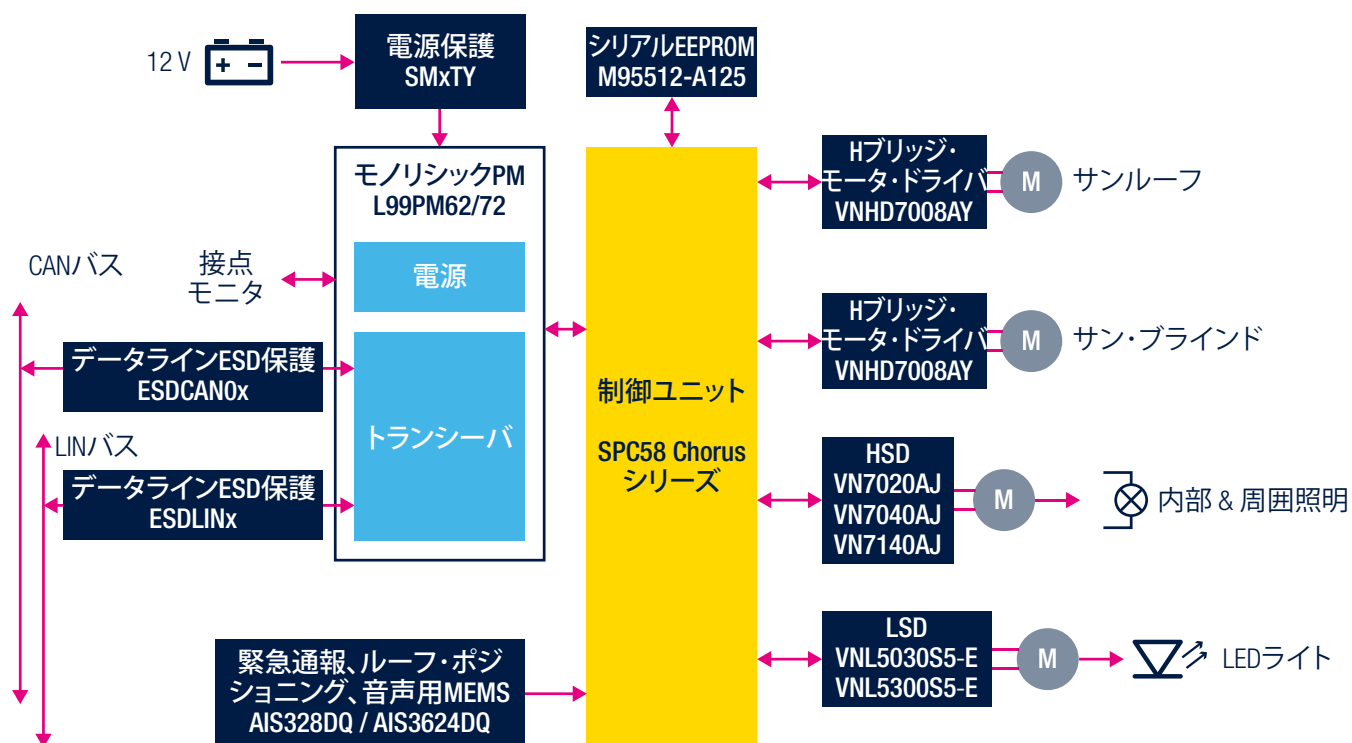 12 V
+ −
電源保護
SMxTY
シリアルEEPROM
M95512-A125
モノリシックPM
L99PM62/72
電源
トランシーバ
接点
モニタ
CANバス
データラインESD保護
ESDCAN0x
LINバス
データラインESD保護
ESDLINx
緊急通報、ルーフ・ポジ
ショニング、音声用MEMS
AIS328DQ / AIS3624DQ
制御ユニット
SPC58 Chorus
シリーズ
Hブリッジ・
モータ・ドライバ
VNHD7008AY
M
サンルーフ
Hブリッジ・
モータ・ドライバ
VNHD7008AY
M
サン・ブラインド
HSD
VN7020AJ
VN7040AJ
VN7140AJ
M
内部 & 周囲照明
LSD
VNL5030S5-E
VNL5300S5-E
M
LEDライト